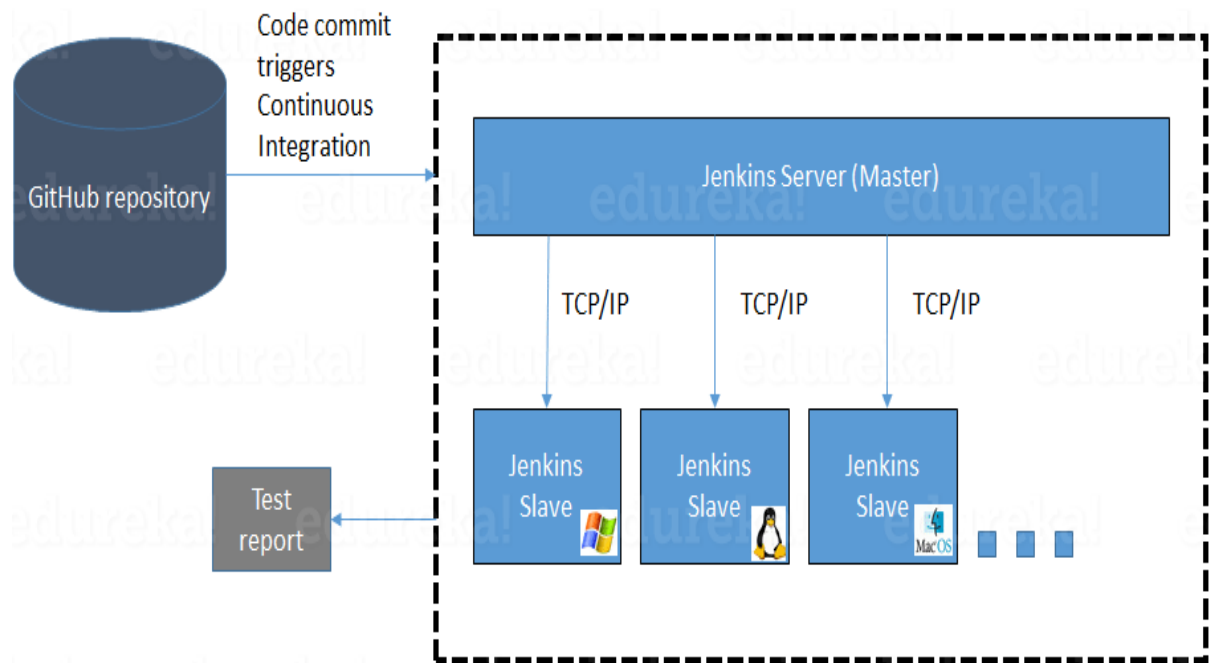 Code commit
triggers
Continuous
Integration
GitHub repository
Jenkins Server (Master)
TCP/IP
TCP/IP
TCP/IP
Jenkins
Slave
Jenkins
Slave
Jenkins
Slave
Mac OS
Test
report
edureka!